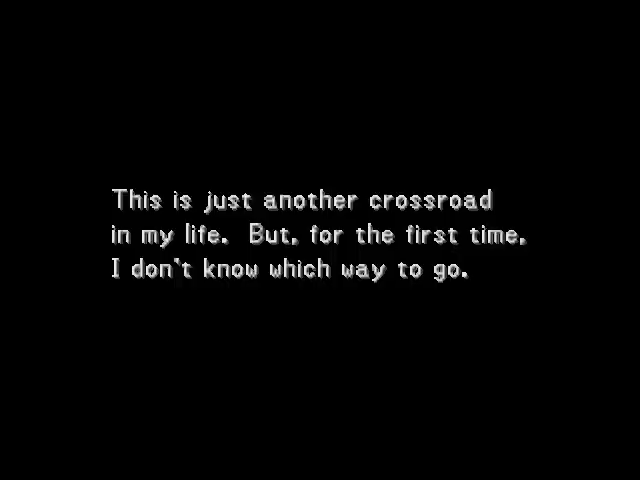 This is just another crossroad
in my life.  But, for the first time,
I don't know which way to go.